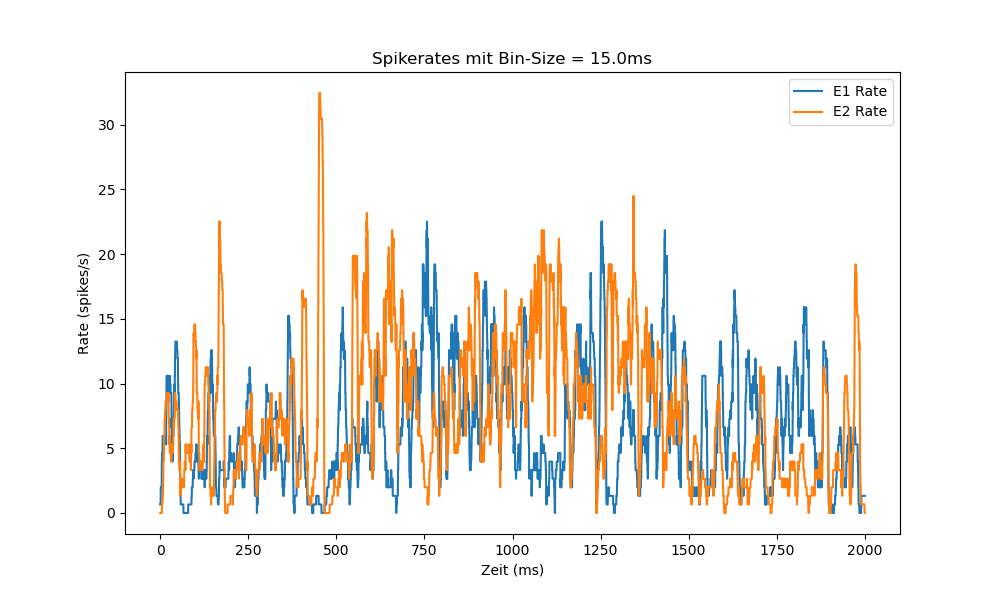 Spikerates mit Bin-Size = 15.0ms
E1 Rate
E2 Rate
Rate (spikes/s)
30
25
20
15
10
5
0
0 250 500 750 1000 1250 1500 1750 2000
Zeit (ms)